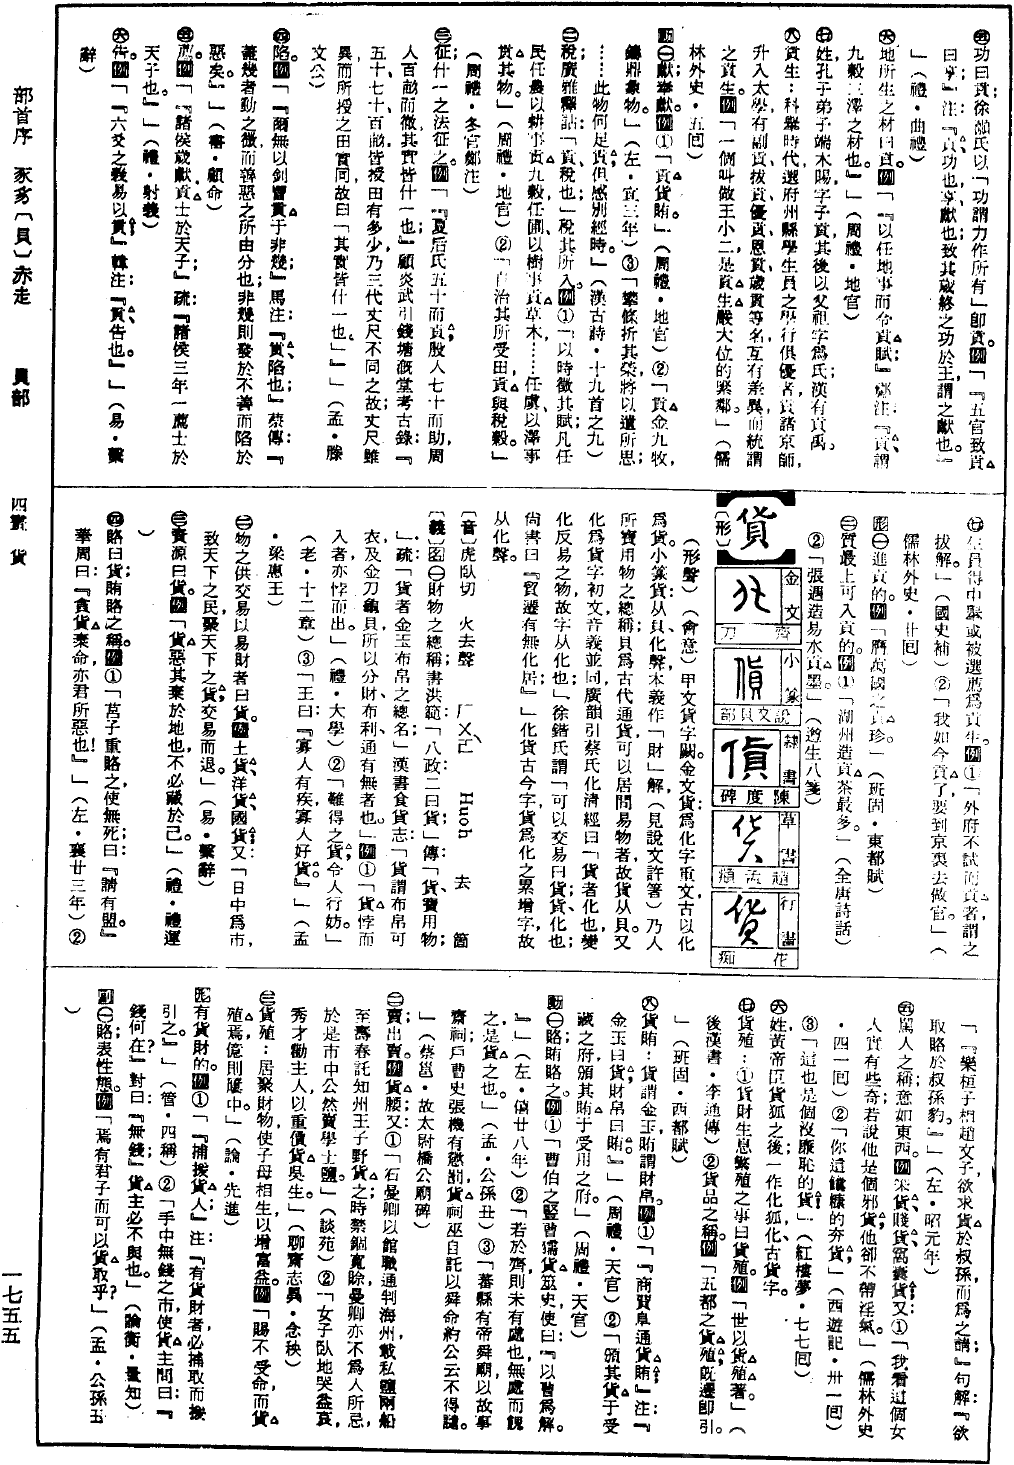 部首序 豕豸〔貝〕赤走 貝部 四畫 貨 一七五五
㊃功曰貢徐鍇氏以「功謂力作所有」卽貢。例「『五官致貢
曰享』注：『貢功也享獻也致其歲終之功於王謂之獻也。』
」（禮・曲禮）
㊅地所生之材曰貢。例「『以任地事而令貢賦』鄭注：『貢謂
九穀三澤之材也。』」（周禮・地官）
㊆姓孔子弟子端木賜字子貢其後以父祖字爲氏漢有貢禹。
㊇貢生：科舉時代選府州縣學生員之學行俱優者貢諸京師，
升入太學有副貢拔貢優貢恩貢歲貢等名互有差異而統謂
之貢生。例「一個叫做王小二是貢生嚴大位的緊鄰。」（儒
林外史・五回）
動㊀獻奉獻。例①「貢貨賄。」（周禮・地官）②「貢金九牧，
鑄鼎象物。」（左・宣三年）③「攀條折其榮將以遺所思；
……此物何足貢但感別經時。」（漢古詩・十九首之九）
㊁稅廣雅釋詁：「貢稅也」稅其所入。例①「以時徵其賦凡任
民任農以耕事貢九穀任圃以樹事貢草木……任虞以澤事
貢其物」（周禮・地官）②「自治其所受田貢與稅穀。」
（周禮・冬官鄭注）
㊂征什一之法征之。例「『夏后氏五十而貢殷人七十而助，周
人百畝而徹其實皆什一也』顧炎武引錢塘溉堂考古錄：『
五十七十百畝皆授田有多少乃三代丈尺不同之故丈尺雖
異而所授之田實同故曰「其實皆什一也。」』」（孟・滕
文公）
㊃陷。例「『爾無以釗冒貢于非幾』馬注：『貢陷也』蔡傳：『
蓋幾者動之微而善惡之所由分也非幾則發於不善而陷於
惡矣。』」（書・顧命）
㊄薦。例「『諸侯歲獻貢士於天子』疏：『諸侯三年一薦士於
天子也。』」（禮・射義）
㊅告。例「『六爻之義易以貢』韓注：『貢告也。』」（易・繫
辭）
㊆生員得中舉或被選薦爲貢生。例①「外府不試而貢者謂之
拔解」（國史補）②「我如今貢了要到京裏去做官。」（
儒林外史・廿回）
形㊀進貢的。例「膺萬國之貢珍」（班固・東都賦）
㊁質最上可入貢的。例①「湖州造貢茶最多。」（全唐詩話）
②「張遇造易水貢墨。」（遵生八箋）
貨
〔形〕
金文 齊刀
小篆 說文貝部
隸書 陳度碑
草書 趙孟頫
行書
（形聲）（會意）甲文貨字闕。金文貨：爲化字重文古以化
爲貨小篆貨从貝化聲本義作「財」解（見說文許箸）乃人
所寶用物之總稱貝爲古代通貨可以居間易物者故貨从貝又
化爲貨字初文音義並同廣韻引蔡氏化淸經曰「貨者化也變
化反易之物故字从化也」徐鍇氏謂「可以交易曰貨貨化也；
尙書曰『貿遷有無化居』」化貨古今字貨爲化之累增字故
从化聲。
〔音〕虎臥切 火去聲 ㄏㄨㄛˋ Huoh 去 箇
〔義〕名㊀財物之總稱書洪範：「八政二曰貨」傳：「貨寶用物
」疏：「貨者金玉布帛之總名」漢書食貨志「貨謂布帛可
衣及金刀龜貝所以分財布利通有無者也。」例①「貨悖而
入者亦悖而出。」（禮・大學）②「難得之貨令人行妨。」
（老・十二章）③「王曰：『寡人有疾寡人好貨。』」（孟
・梁惠王）
㊁物之供交易以易財者曰貨。例土貨洋貨國貨又：「日中爲市，
致天下之民聚天下之貨交易而退。」（易・繫辭）
㊂資源曰貨。例「貨惡其棄於地也不必藏於己。」（禮・禮運
）
㊃賂曰貨賄賂之稱。例①「莒子重賂之使無死曰『請有盟。』
華周曰：『貪貨棄命亦君所惡也！』」（左・襄廿三年）②
「『樂桓子相趙文子欲求貨於叔孫而爲之請。』句解：『欲
取賂於叔孫豹。』」（左・昭元年）
㊄罵人之稱意如東西。例呆貨賤貨窩囊貨又①「我看這個女
人實有些奇若說他是個邪貨他卻不帶淫氣。」（儒林外史
・四一回）②「你這饢糠的夯貨」（西遊記・卅一回）
③「這也是個沒廉恥的貨」（紅樓夢・七七回）
㊅姓黃帝臣貨狐之後一作化狐化古貨字。
㊆貨殖：①貨財生息繁殖之事曰貨殖。例「世以貨殖著」（
後漢書・李通傳）②貨品之稱。例「五都之貨殖旣遷卽引。
」（班固・西都賦）
㊇貨賄：貨謂金玉賄謂財帛。例①「『商賈阜通貨賄』注：『
金玉曰貨財帛曰賄。』」（周禮・天官）②「頒其貨于受
藏之府頒其賄于受用之府。」（周禮・天官）
動㊀賂賄賂之。例①「曹伯之豎曹獳貨筮史使曰：『以曹爲解。
』」（左・僖廿八年）②「若於齊則未有處也無處而餽
之是貨之也。」（孟・公孫丑）③「蕃縣有帝舜廟以故事
齋祠戶曹史張機有懲罰貨祠巫自託以舜命約公云不得譴。
」（蔡邕・故太尉橋公廟碑）
㊁賣出賣。例貨腰又①「石曼卿以館職通判海州載私鹽兩船
至壽春託知州王子野貨之時禁網寬賒曼卿亦不爲人所忌
於是市中公然賣學士鹽。」（談苑）②「女子臥地哭益哀，
秀才勸主人以重價貨吳生。」（聊齋志異・念秧）
㊂貨殖：居聚財物使子母相生以增富益。例「賜不受命而貨
殖焉億則屢中。」（論・先進）
形有貨財的。例①「『補接貨人』注：『有貨財者必補取而接
引之。』」（管・四稱）②「手中無錢之市使貨主問曰：『
錢何在？』對曰：『無錢』貨主必不與也。」（論衡・量知）
副㊀賂表性態。例「焉有君子而可以貨取乎？」（孟・公孫丑
）